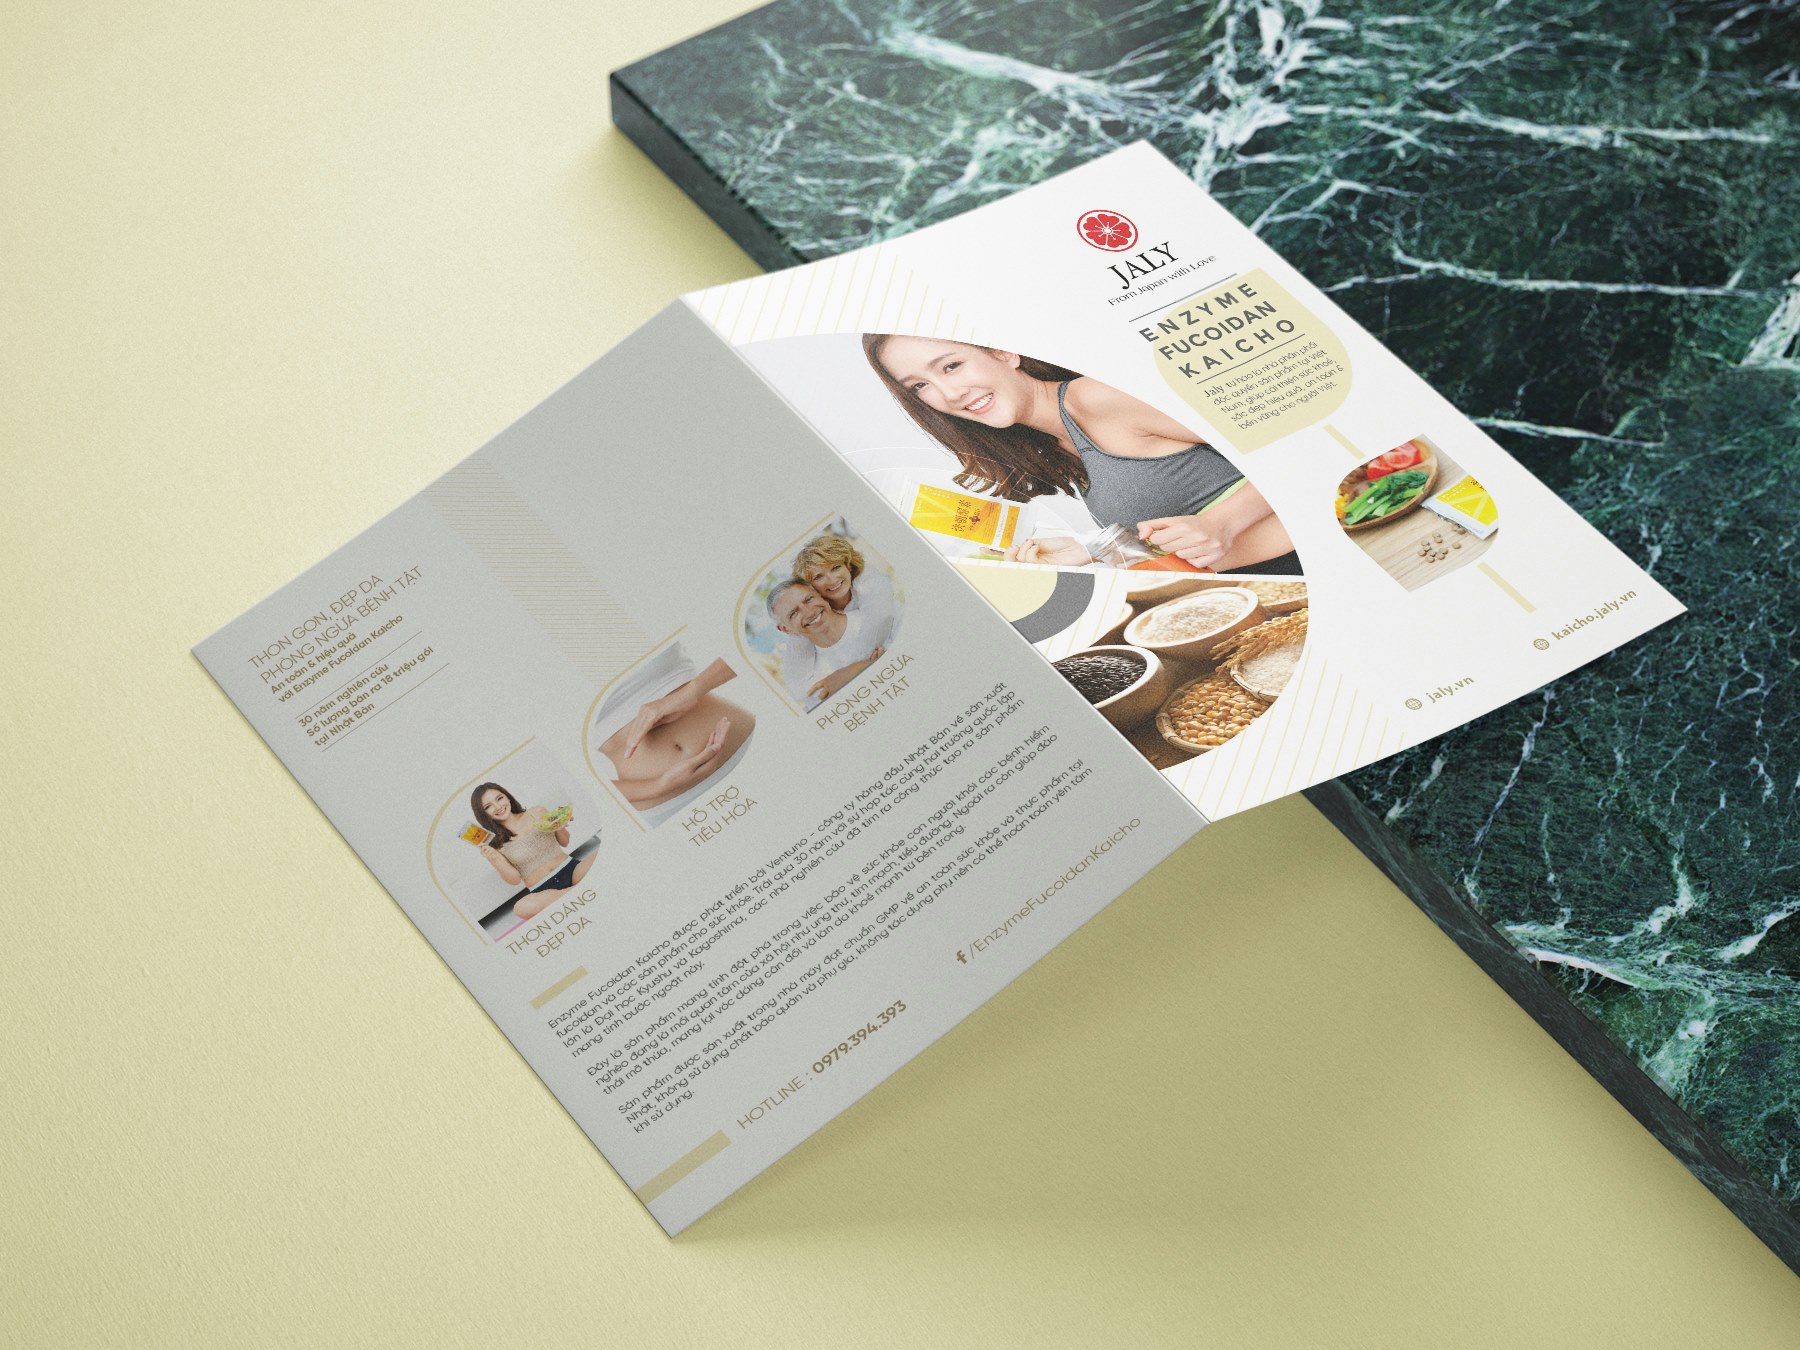 JALY
From Japan with Love
ENZYME
FUCOIDAN
KAICHO
Jaly tự hào là nhà phân phối
độc quyền sản phẩm tại Việt
Nam, giúp cải thiện sức khoẻ,
sắc đẹp hiệu quả, an toàn &
bền vững cho người Việt.
kaicho.jaly.vn
jaly.vn
THON GỌN, ĐẸP DA
PHÒNG NGỪA BỆNH TẬT
An toàn & hiệu quả
với Enzyme Fucoidan Kaicho
30 năm nghiên cứu
Số lượng bán ra 18 triệu gói
tại Nhật Bản
THON DÁNG
ĐẸP DA
HỖ TRỢ
TIÊU HÓA
PHÒNG NGỪA
BỆNH TẬT
Enzyme Fucoidan Kaicho được phát triển bởi Ventuno - công ty hàng đầu Nhật Bản về sản xuất
fucoidan và các sản phẩm cho sức khỏe. Trải qua 30 năm với sự hợp tác cùng hai trường quốc lập
lớn là Đại học Kyushu và Kagoshima, các nhà nghiên cứu đã tìm ra công thức tạo ra sản phẩm
mang tính bước ngoặt này.
Đây là sản phẩm mang tính đột phá trong việc bảo vệ sức khỏe con người khỏi các bệnh hiểm
nghèo đang là mối quan tâm của xã hội như ung thư, tim mạch, tiểu đường. Ngoài ra còn giúp đào
thải mỡ thừa, mang lại vóc dáng cân đối và làn da khoẻ mạnh từ bên trong.
Sản phẩm được sản xuất trong nhà máy đạt chuẩn GMP về an toàn sức khỏe và thực phẩm tại
Nhật, không sử dụng chất bảo quản và phụ gia, không tác dụng phụ nên có thể hoàn toàn yên tâm
khi sử dụng.
HOTLINE : 0979.394.393
f/EnzymeFucoidanKaicho